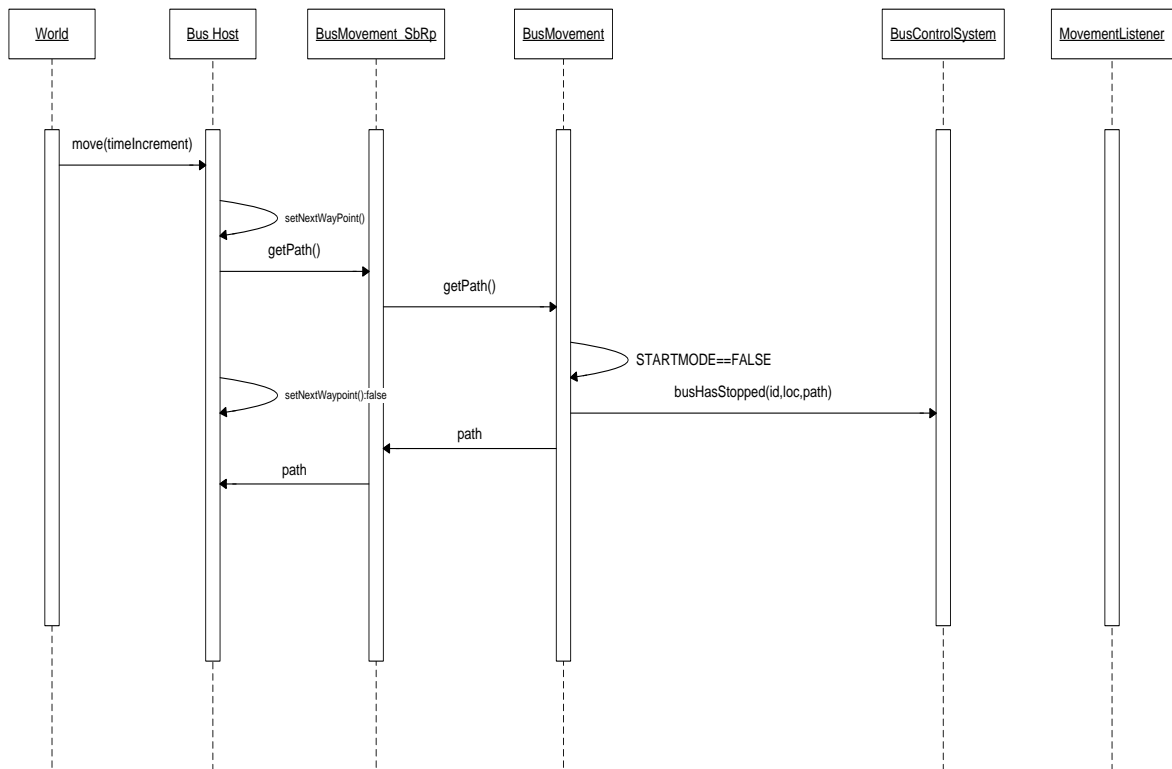 World
Bus Host
BusMovement_SbRp
BusMovement
BusControlSystem
MovementListener
move(timeIncrement)
setNextWayPoint()
getPath()
getPath()
STARTMODE==FALSE
setNextWaypoint():false
busHasStopped(id,loc,path)
path
path